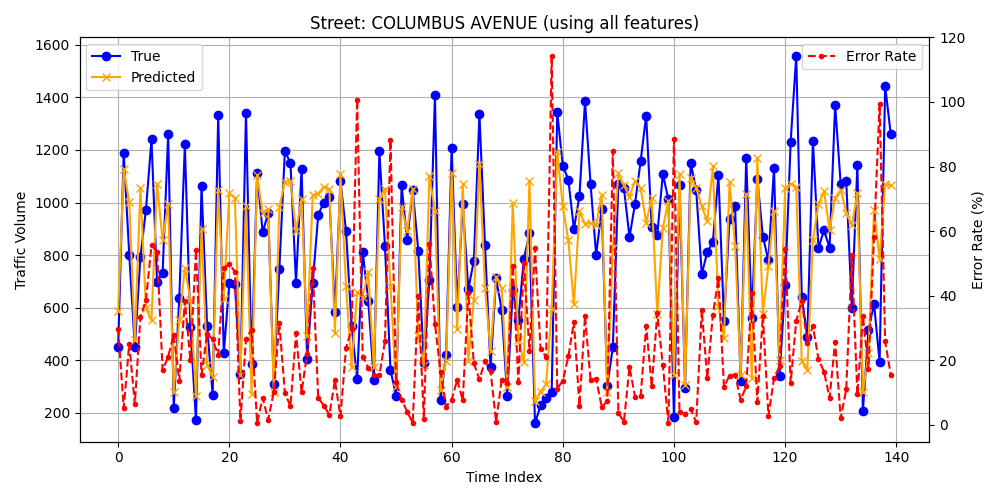 Street: COLUMBUS AVENUE (using all features)
True
Predicted
Error Rate
Traffic Volume
1600
1400
1200
1000
800
600
400
200
120
100
80
60
40
20
0
Error Rate (%)
0 20 40 60 80 100 120 140
Time Index